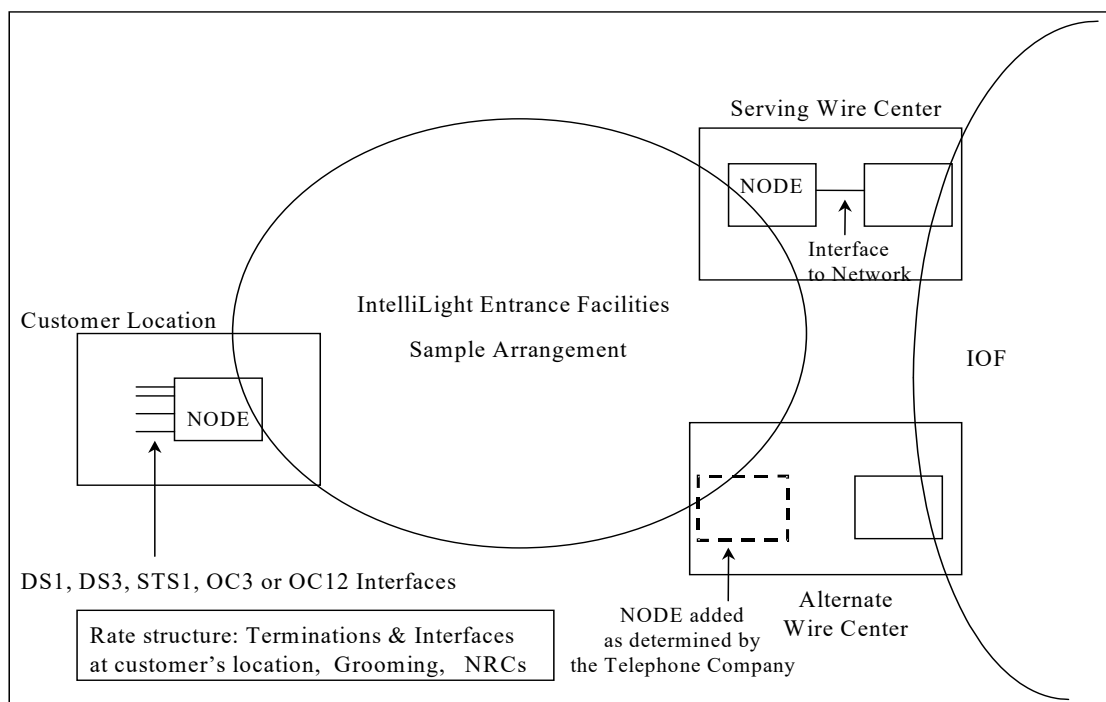 Serving Wire Center
NODE
Interface
to Network
IntelliLight Entrance Facilities
Sample Arrangement
Customer Location
NODE
IOF
DS1, DS3, STS1, OC3 or OC12 Interfaces
Rate structure: Terminations & Interfaces
at customer's location, Grooming, NRCs
NODE added
as determined by
the Telephone Company
Alternate
Wire Center